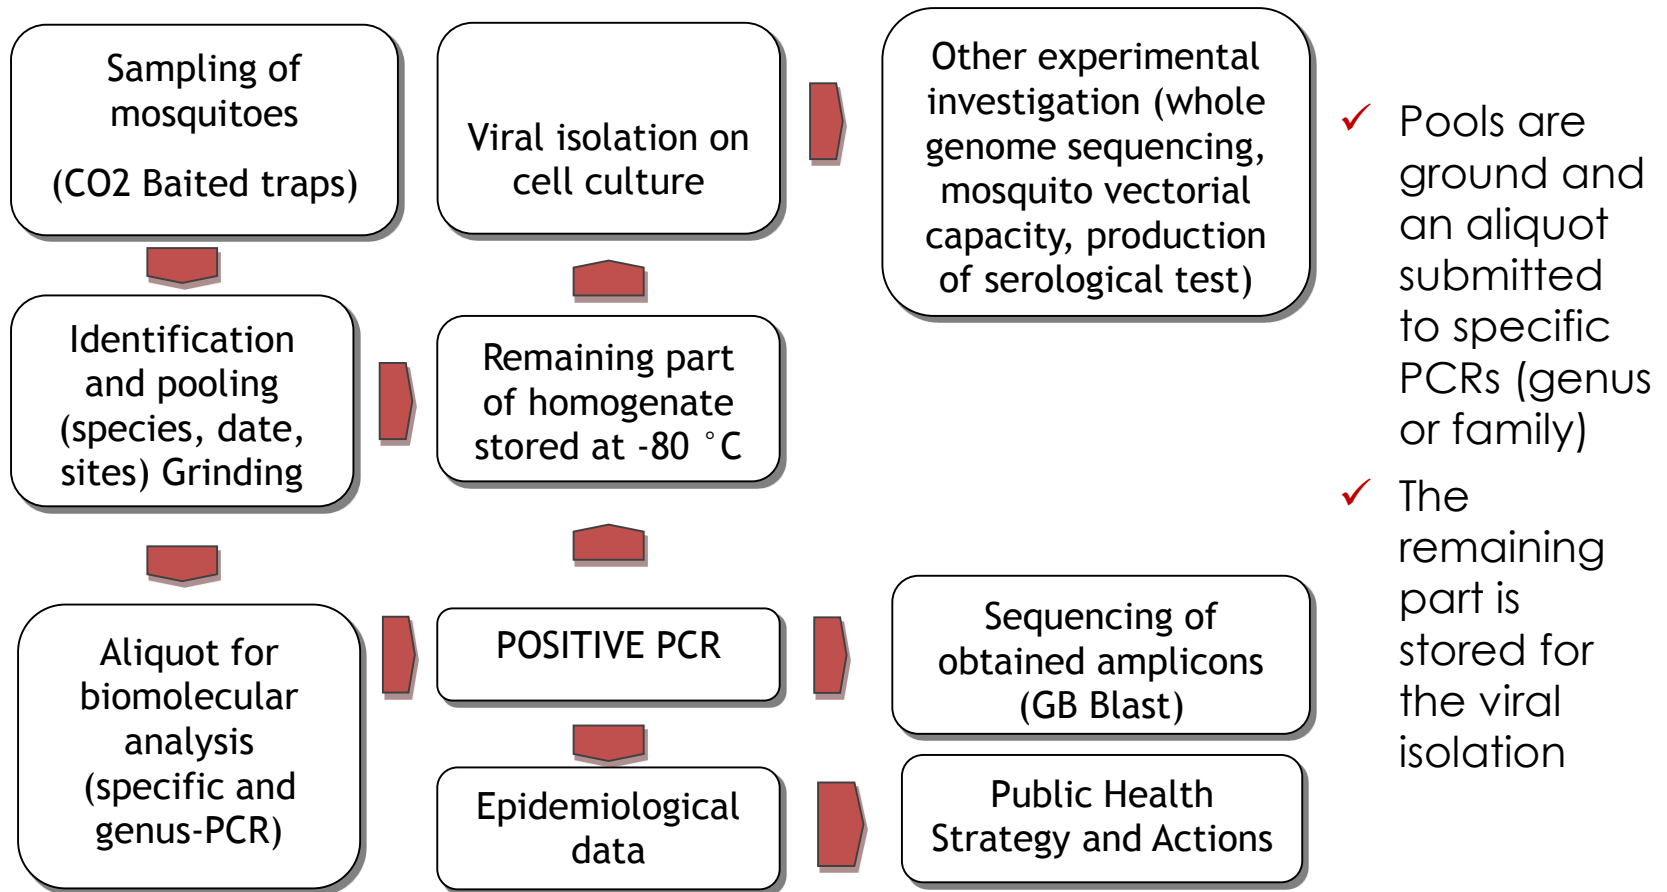 Sampling of
mosquitoes
(CO2 Baited traps)
Viral isolation on
cell culture
Other experimental
investigation (whole
genome sequencing,
mosquito vectorial
capacity, production
of serological test)
Identification
and pooling
(species, date,
sites) Grinding
Remaining part
of homogenate
stored at -80 °C
Aliquot for
biomolecular
analysis
(specific and
genus-PCR)
POSITIVE PCR
Sequencing of
obtained amplicons
(GB Blast)
Epidemiological
data
Public Health
Strategy and Actions
✓ Pools are
ground and
an aliquot
submitted
to specific
PCRs (genus
or family)
✓ The
remaining
part is
stored for
the viral
isolation